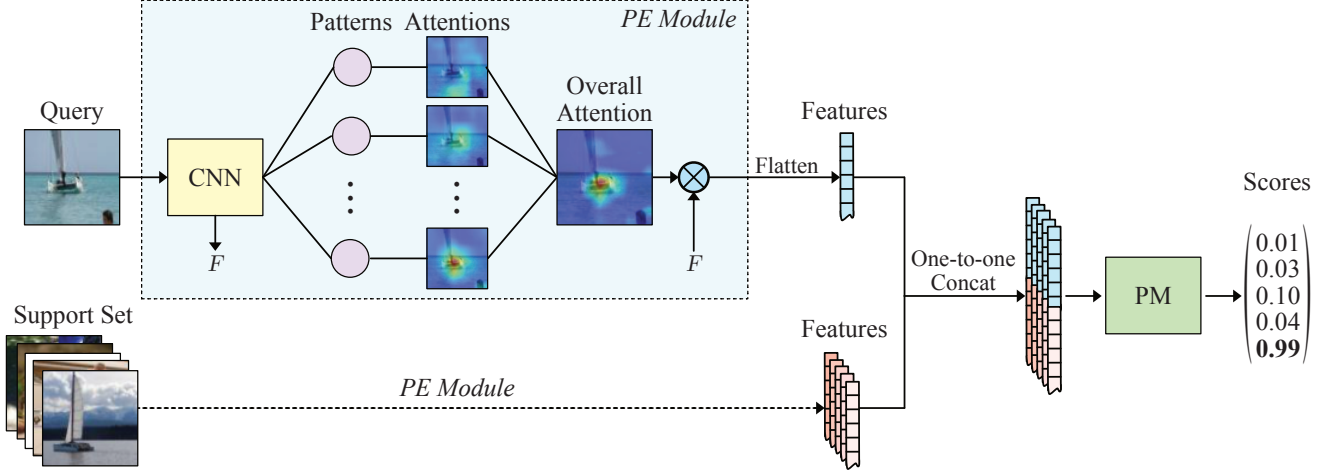 PE Module
Patterns
Attentions
Query
CNN
F
⋮
⋮
Overall
Attention
F
Flatten
Features
Support Set
PE Module
Features
One-to-one
Concat
PM
Scores
0.01
0.03
0.10
0.04
0.99